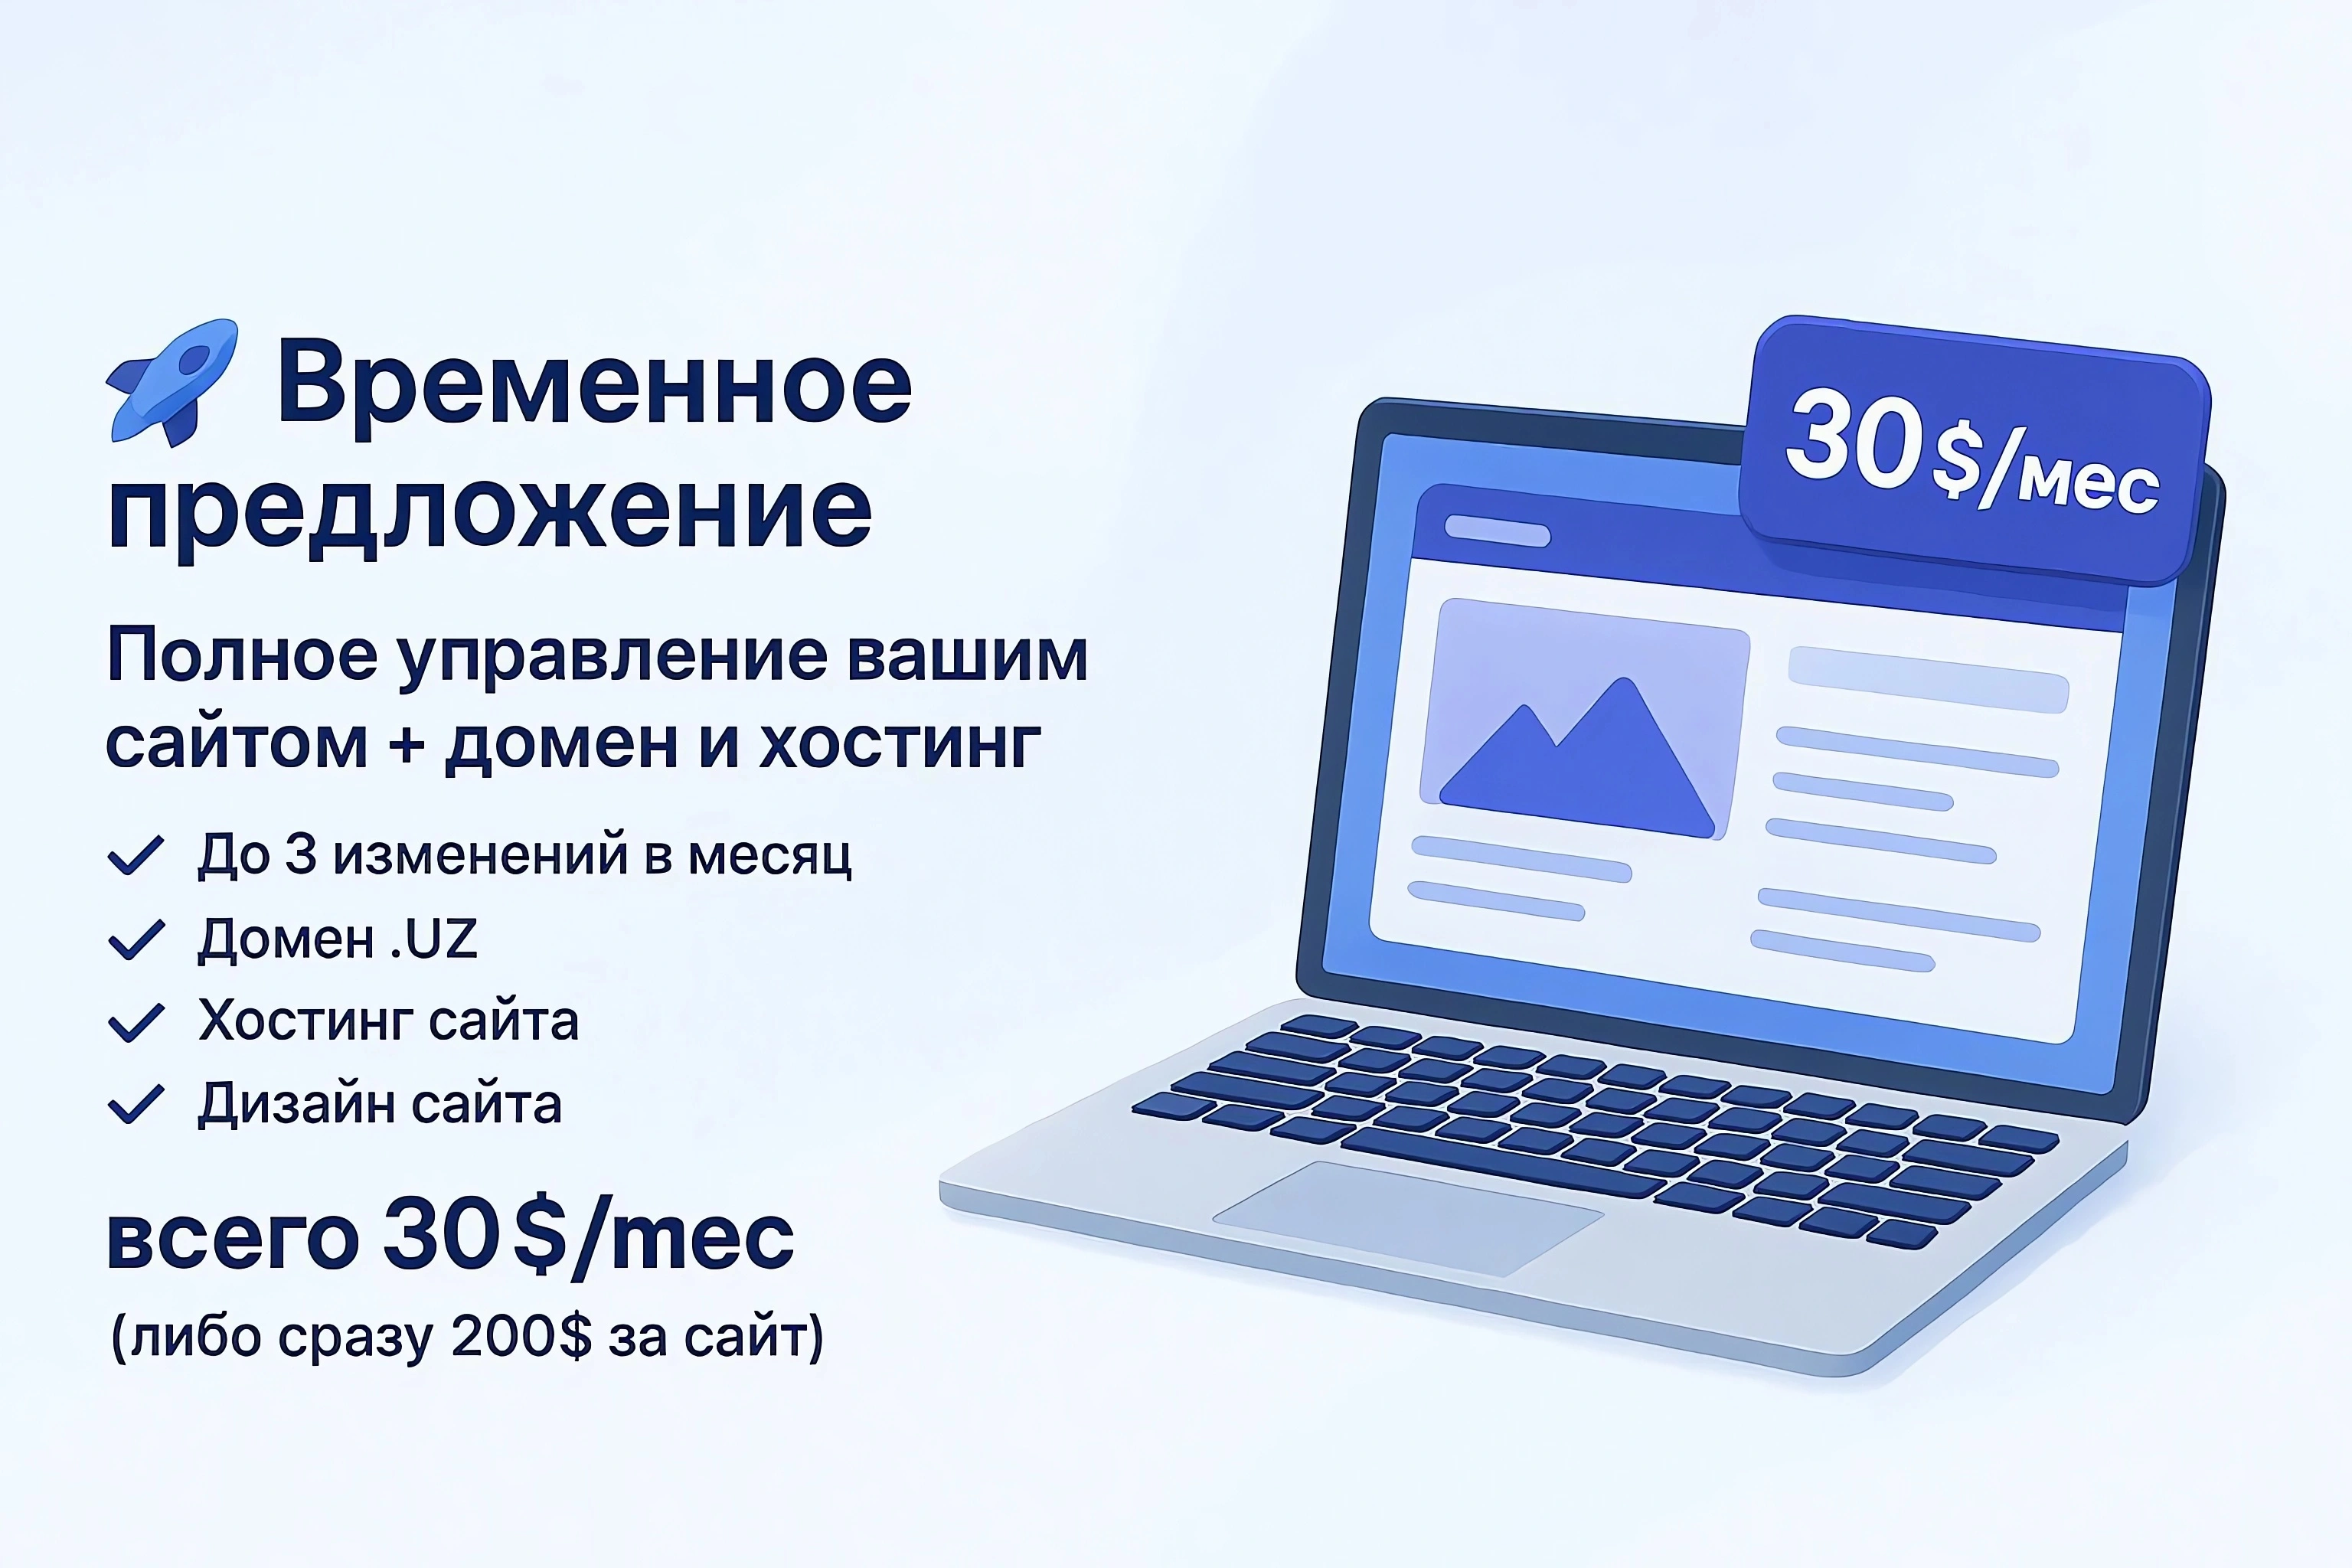 Временное
предложение
Полное управление вашим
сайтом + домен и хостинг
До 3 изменений в месяц
Домен .UZ
Хостинг сайта
Дизайн сайта
всего 30$/mec
(либо сразу 200$ за сайт)
30$/мес